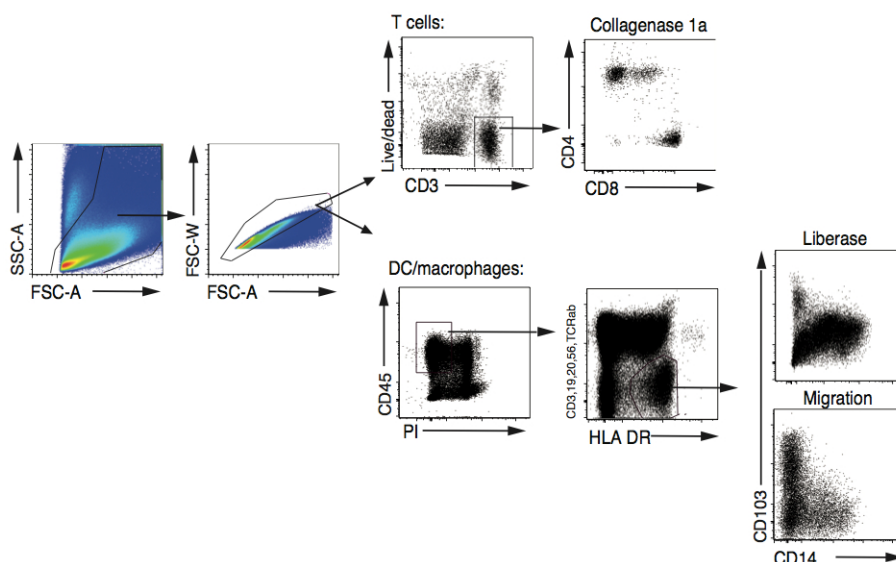 T cells:
Collagenase 1a
Live/dead
CD3
CD4
CD8
SSC-A
FSC-A
FSC-W
FSC-A
DC/macrophages:
CD45
PI
CD3,19,20,56,TCRab
HLA DR
Liberase
Migration
CD103
CD14